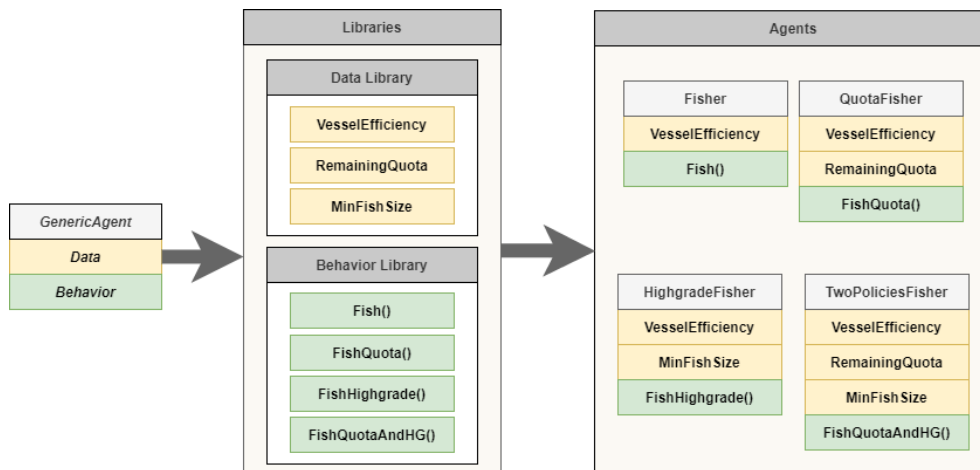 GenericAgent
Data
Behavior
Libraries
Data Library
VesselEfficiency
RemainingQuota
MinFishSize
Behavior Library
Fish()
FishQuota()
FishHighgrade()
FishQuotaAndHG()
Agents
Fisher
VesselEfficiency
Fish()
QuotaFisher
VesselEfficiency
RemainingQuota
FishQuota()
HighgradeFisher
VesselEfficiency
MinFishSize
FishHighgrade()
TwoPoliciesFisher
VesselEfficiency
RemainingQuota
MinFishSize
FishQuotaAndHG()